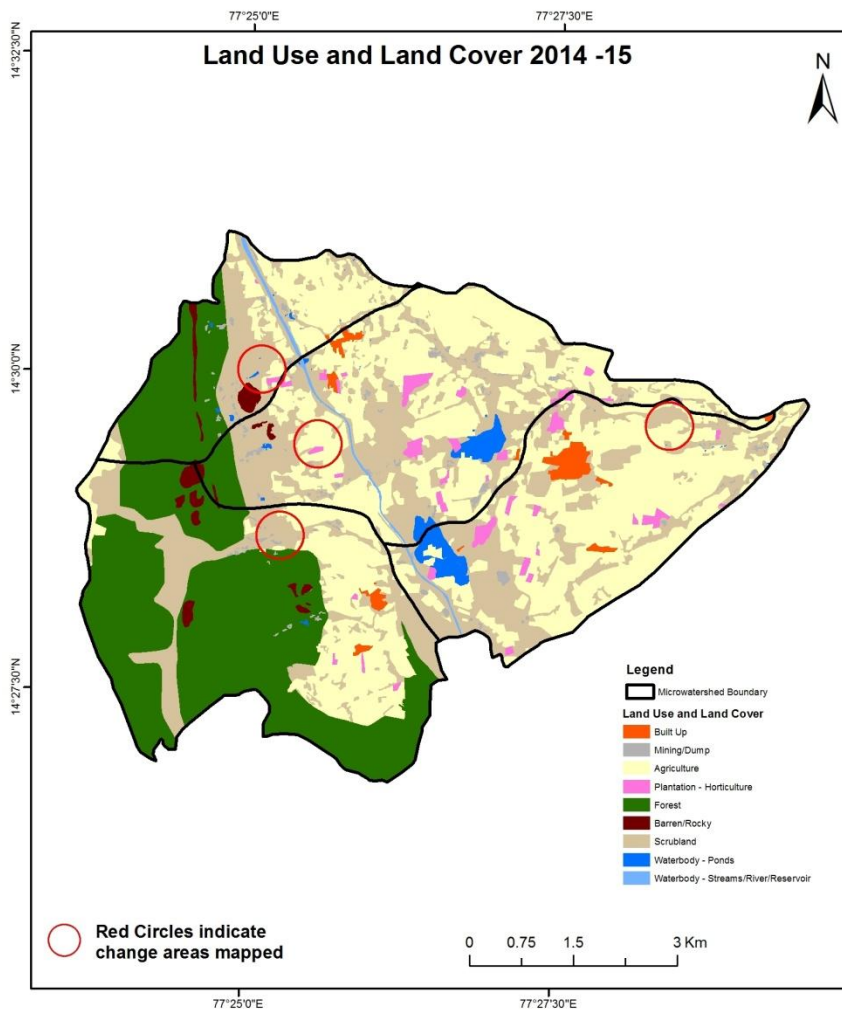 77°25'0"E
77°27'30"E
14°32'30"N
Land Use and Land Cover 2014 -15
N
14°30'0"N
14°27'30"N
Legend
Microwatershed Boundary
Land Use and Land Cover
Built Up
Mining/Dump
Agriculture
Plantation - Horticulture
Forest
Barren/Rocky
Scrubland
Waterbody - Ponds
Waterbody - Streams/River/Reservoir
Red Circles indicate
change areas mapped
0 0.75 1.5 3 Km
77°25'0"E
77°27'30"E